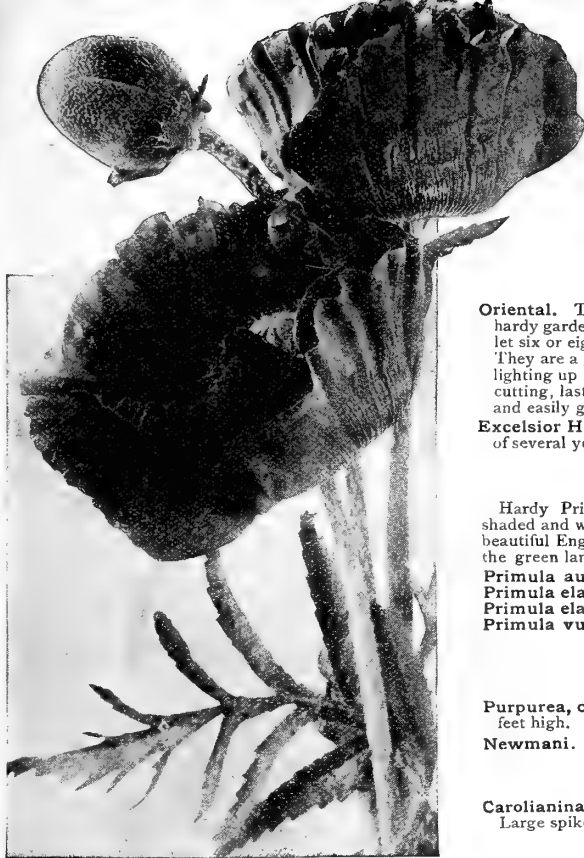 Oriental.
hardy garde
let six or eig
They are a
lighting up
cutting, last
and easily g
Excelsior H
of several ye
Hardy Pri
shaded and w
beautiful Eng
the green lan
Primula au
Primula ela
Primula ela
Primula vu
Purpurea, o
feet high.
Newmani.
Carolianina
Large spike